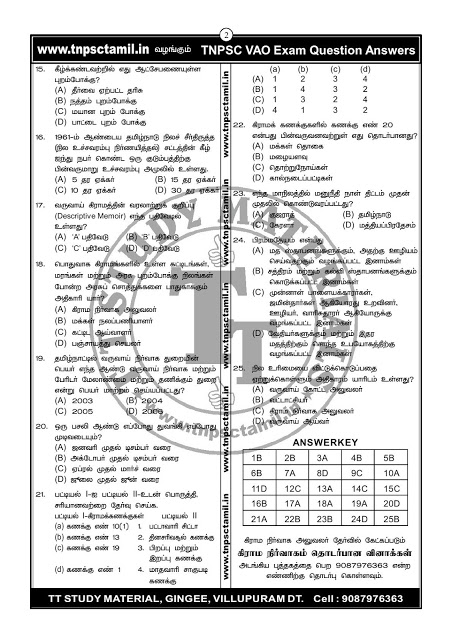 2
www.tnpsctamil.in வழங்கும் TNPSC VAO Exam Question Answers
15. கீழ்க்கண்டவற்றில் எது ஆட்சேபணையுள்ள
புறம்போக்கு?
(A) தீர்வை ஏற்பட்ட தரிசு
(B) நத்தம் புறம்போக்கு
(C) மயான புறம் போக்கு
(D) பாட்டை புறம் போக்கு
16. 1961-ம் ஆண்டைய தமிழ்நாடு நிலச் சீர்திருத்த
(நில உச்சவரம்பு நிர்ணயித்தல்) சட்டத்தின் கீழ்
ஐந்து நபர் கொண்ட ஒரு குடும்பத்திற்கு
பின்வருமாறு உச்சவரம்பு அமுலில் உள்ளது.
(A) 5 தர ஏக்கர் (B) 15 தர ஏக்கர்
(C) 10 தர ஏக்கர் (D) 30 தர ஏக்கர்
17. வருவாய் கிராமத்தின் வரலாற்றுக் குறிப்பு
(Descriptive Memoir) எந்த பதிவேடில்
உள்ளது?
(A) 'A' பதிவேடு (B) 'B' பதிவேடு
(C) 'C' பதிவேடு (D) 'D' பதிவேடு
18. பொதுவாக கிராமங்களில் உள்ள கட்டிடங்கள்,
மரங்கள் மற்றும் அரசு புறம்போக்கு நிலங்கள்
போன்ற அரசுப் சொத்துகளை பாதுகாக்கும்
அதிகாரி யார்?
(A) கிராம நிர்வாக அலுவலர்
(B) மக்கள் நலப்பணியாளர்
(C) கட்டிட ஆய்வாளர்
(D) பஞ்சாயத்து செயலர்
19. தமிழ்நாட்டில் வருவாய் நிர்வாக துறையின்
பெயர் எந்த ஆண்டு வருவாய் நிர்வாக மற்றும்
பேரிடர் மேலாண்மை மற்றும் தணிக்கும் துறை
என்று பெயர் மாற்றம் செய்யப்பட்டது?
(A) 2003 (B) 2004
(C) 2005 (D) 2006
20. ஒரு பசலி ஆண்டு எப்போது துவங்கி எப்போது
முடிவடையும்?
(A) ஜனவரி முதல் டிசம்பர் வரை
(B) அக்டோபர் முதல் டிசம்பர் வரை
(C) ஏப்ரல் முதல் மார்ச் வரை
(D) ஜூலை முதல் ஜூன் வரை
21. பட்டியல் I-ஐ பட்டியல் II-உடன் பொருத்தி.
சரியானவற்றை தேர்வு செய்க.
பட்டியல் I-கிராமக்கணக்குகள் பட்டியல் II
(a) கணக்கு எண் 10(1) 1. பட்டாவாரி சிட்டா
(b) கணக்கு எண் 13 2. தினசரிவசூல் கணக்கு
(c) கணக்கு எண் 19 3. பிறப்பு மற்றும்
இறப்பு கணக்கு
(d) கணக்கு எண் 1 4. மாதவாரி சாகுபடி
கணக்கு
www.tnpsctamil.in
(a) (b) (c) (d)
(A) 1 2 3 4
(B) 1 4 3 2
(C) 1 3 2 4
(D) 4 1 3 2
22. கிராமக் கணக்குகளில் கணக்கு எண் 20
என்பது பின்வருவனவற்றுள் எது தொடர்பானது?
(A) மக்கள் தொகை
(B) மழையளவு
(C) தொற்றுநோய்கள்
(D) கால்நடைப்பட்டிகள்
23. எந்த மாநிலத்தில் மனுநீதி நாள் திட்டம் முதன்
முதலில் கொண்டுவரப்பட்டது?
(A) குஜராத் (B) தமிழ்நாடு
(C) கேரளா (D) மத்தியப்பிரதேசம்
24. பிரம்மதேயம் என்பது
(A) மத ஸ்தாபனங்களுக்கும், அதற்கு ஊழியம்
செய்வதற்கும் வழங்கப்பட்ட இனாம்கள்
(B) சத்திரம் மற்றும் கல்வி ஸ்தாபனங்களுக்கும்
கொடுக்கப்பட்ட இனாம்கள்
(C) முன்னாள் பாளையக்காரர்கள்,
ஜமீன்தார்கள் ஆகியோரது உறவினர்,
ஊழியர், வாரிசுதாரர் ஆகியோருக்கு
வழங்கப்பட்ட இனாம்கள்
(D) வேதியர்களுக்கும் மற்றும் இதர
மதத்திற்கும் சொந்த உபயோகத்திற்கு
வழங்கப்பட்ட இனாம்கள்
25. நில உரிமையை விட்டுக்கொடுப்பதை
ஏற்றுக்கொள்ளும் அதிகாரம் யாரிடம் உள்ளது?
(A) வருவாய் கோட்ட அலுவலர்
(B) வட்டாட்சியர்
(C) கிராம நிர்வாக அலுவலர்
(D) வருவாய் ஆய்வர்
ANSWERKEY
1B 2B 3A 4B 5B
6B 7A 8D 9C 10A
11D 12C 13A 14C 15C
16B 17A 18A 19A 20D
21A 22B 23B 24D 25B
கிராம நிர்வாக அலுவலர் தேர்வில் கேட்கப்படும்
கிராம நிர்வாகம் தொடர்பான வினாக்கள்
அடங்கிய புத்தகத்தை பெற 9087976363 என்ற
எண்ணிற்கு தொடர்பு கொள்ளவும்.
TT STUDY MATERIAL, GINGEE, VILLUPURAM DT. Cell : 9087976363